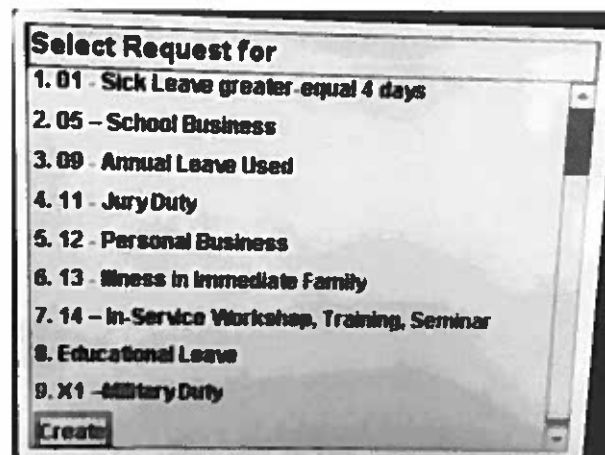 Select Request for
1. 01 - Sick Leave greater-equal 4 days
2. 05 – School Business
3. 09 - Annual Leave Used
4. 11 - Jury Duty
5. 12 - Personal Business
6. 13 - Illness in Immediate Family
7. 14 – In-Service Workshop, Training, Seminar
8. Educational Leave
9. X1 –Military Duty
Create